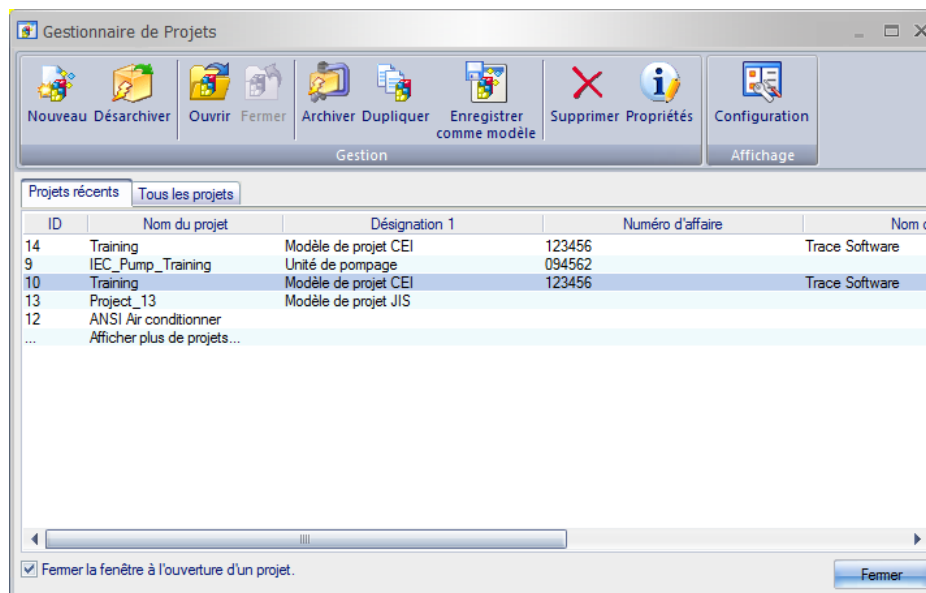 Gestionnaire de Projets
Nouveau Désarchiver Ouvrir Fermer Archiver Dupliquer Enregistrer comme modèle Supprimer Propriétés Configuration
Gestion Affichage
Projets récents Tous les projets
ID Nom du projet Désignation 1 Numéro d'affaire Nom
14 Training Modèle de projet CEI 123456 Trace Software
9 IEC_Pump_Training Unité de pompage 094562
10 Training Modèle de projet CEI 123456 Trace Software
13 Project_13 Modèle de projet JIS
12 ANSI Air conditionner
... Afficher plus de projets...
Fermer la fenêtre à l'ouverture d'un projet. Fermer